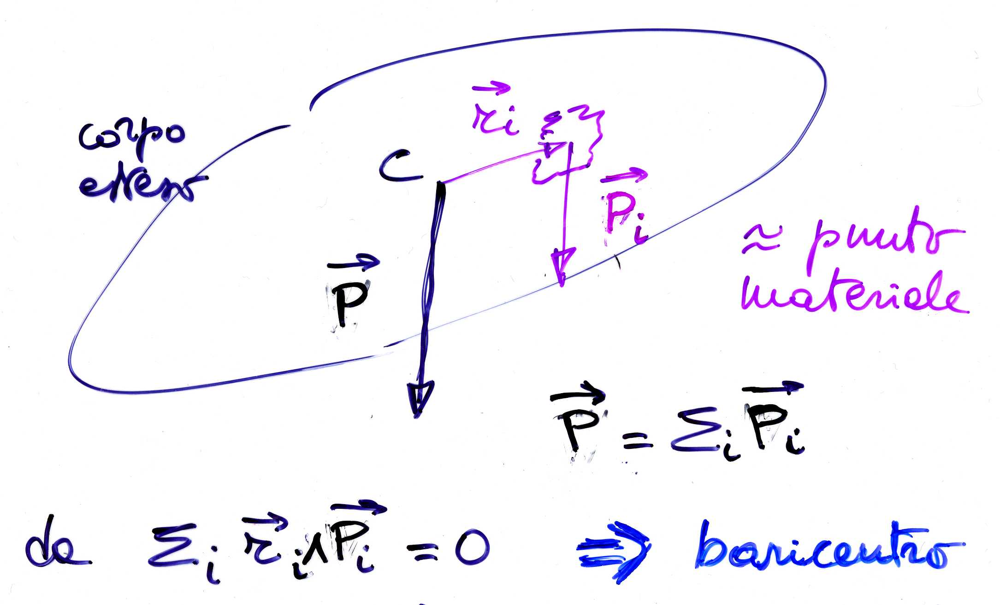 corpo
esteso
C
r⃗i
P⃗i
P⃗
≈ punto
materiale
P⃗ = Σi P⃗i
da Σi r⃗i ∧ P⃗i = 0 ⇒ baricentro